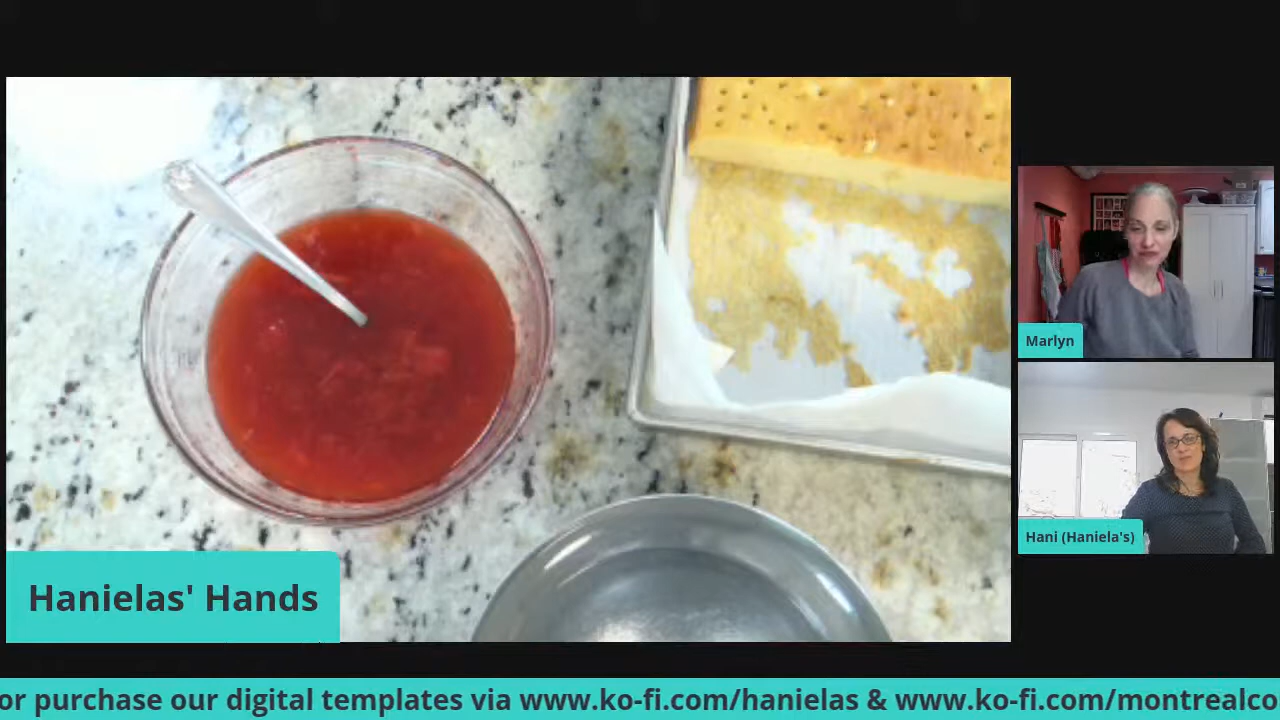 Marlyn
Hani (Haniela's)
Hanielas' Hands
or purchase our digital templates via www.ko-fi.com/hanielas & www.ko-fi.com/montrealco